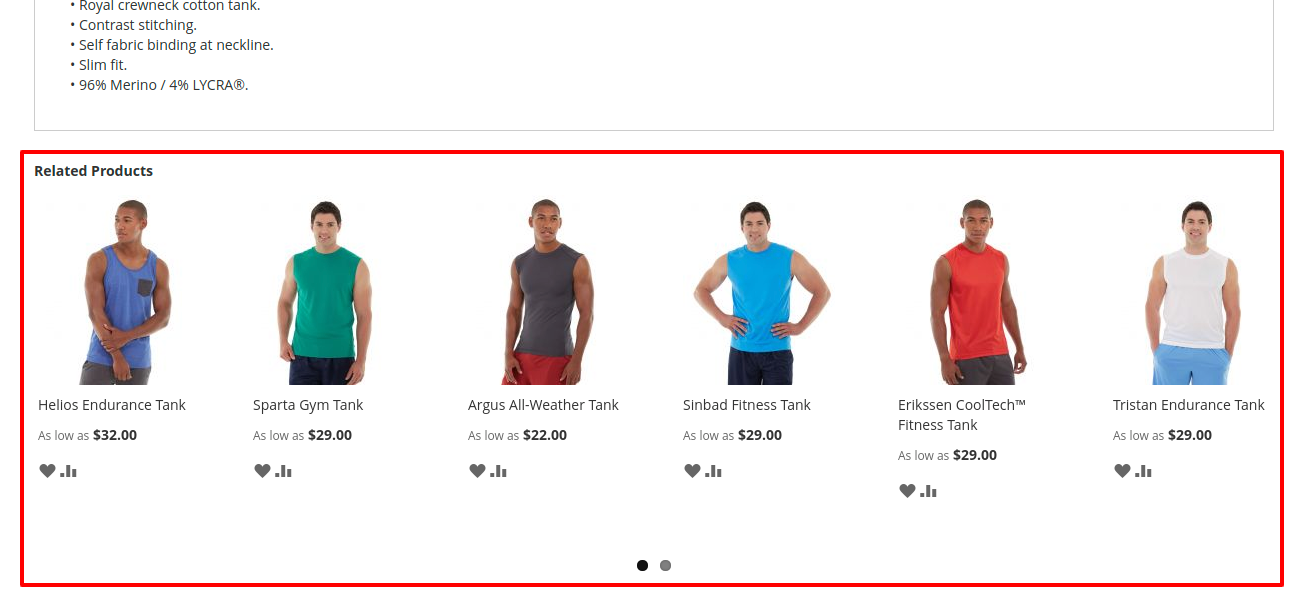 • Royal crewneck cotton tank.
• Contrast stitching.
• Self fabric binding at neckline.
• Slim fit.
• 96% Merino / 4% LYCRA®.
Related Products
Helios Endurance Tank
As low as $32.00
Sparta Gym Tank
As low as $29.00
Argus All-Weather Tank
As low as $22.00
Sinbad Fitness Tank
As low as $29.00
Erikssen CoolTech™
Fitness Tank
As low as $29.00
Tristan Endurance Tank
As low as $29.00